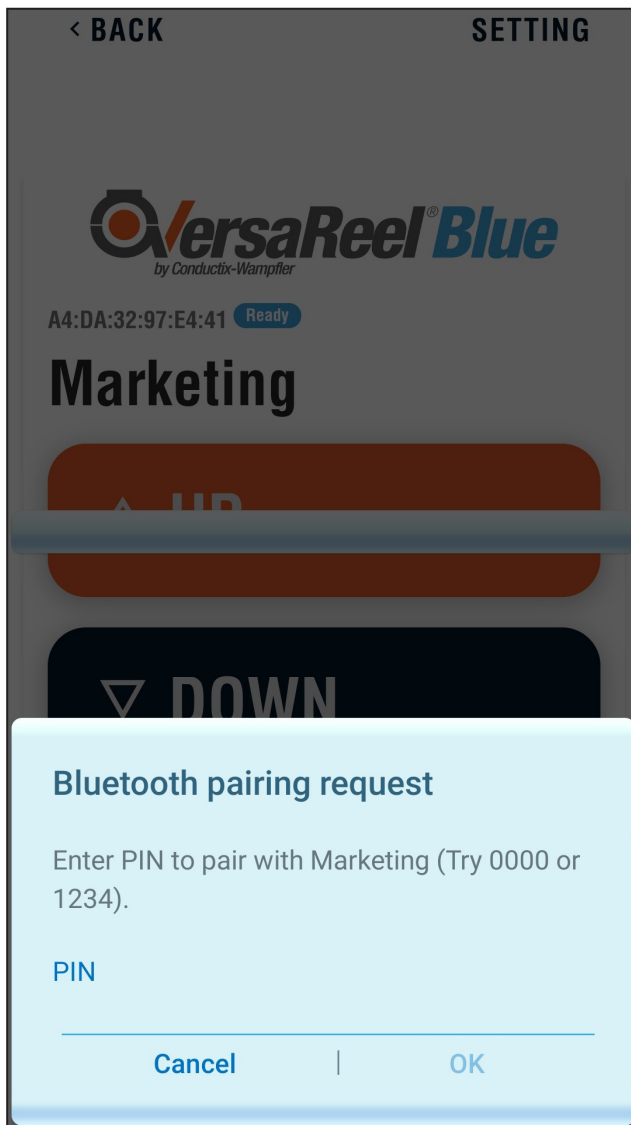 < BACK SETTING
VersaReel® Blue
by Conductix-Wampfler
A4:DA:32:97:E4:41 Ready
Marketing
UP
DOWN
Bluetooth pairing request
Enter PIN to pair with Marketing (Try 0000 or
1234).
PIN
Cancel | OK